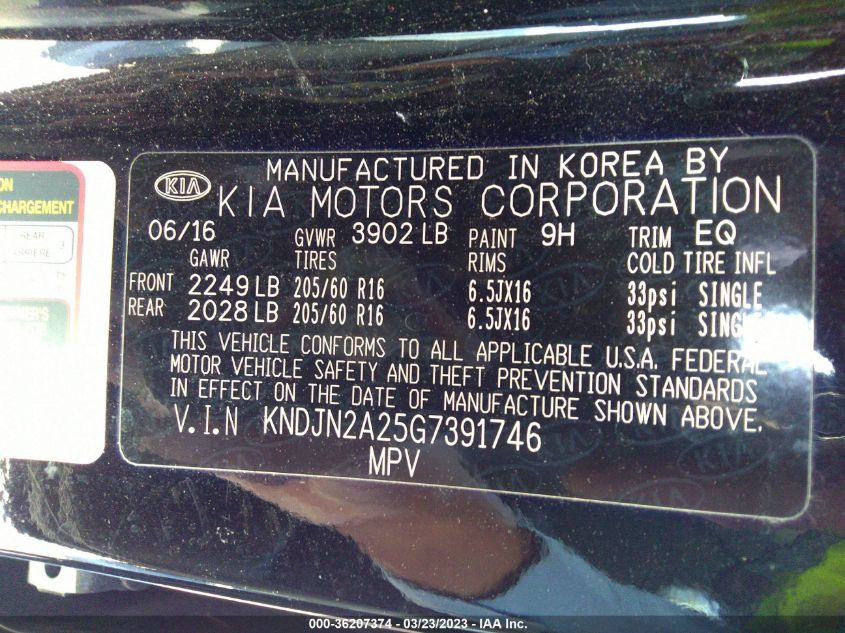 MANUFACTURED IN KOREA BY
KIA KIA MOTORS CORPORATION
06/16 GVWR 3902 LB PAINT 9H TRIM EQ
GAWR TIRES RIMS COLD TIRE INFL
FRONT 2249 LB 205/60 R16 6.5JX16 33psi SINGLE
REAR 2028 LB 205/60 R16 6.5JX16 33psi SINGLE
THIS VEHICLE CONFORMS TO ALL APPLICABLE U.S.A. FEDERAL
MOTOR VEHICLE SAFETY AND THEFT PREVENTION STANDARDS
IN EFFECT ON THE DATE OF MANUFACTURE SHOWN ABOVE.
V.I.N KNDJN2A25G7391746
MPV
CHARGEMENT
REAR
ARRIERE
000-36207374 - 03/23/2023 - IAA Inc.